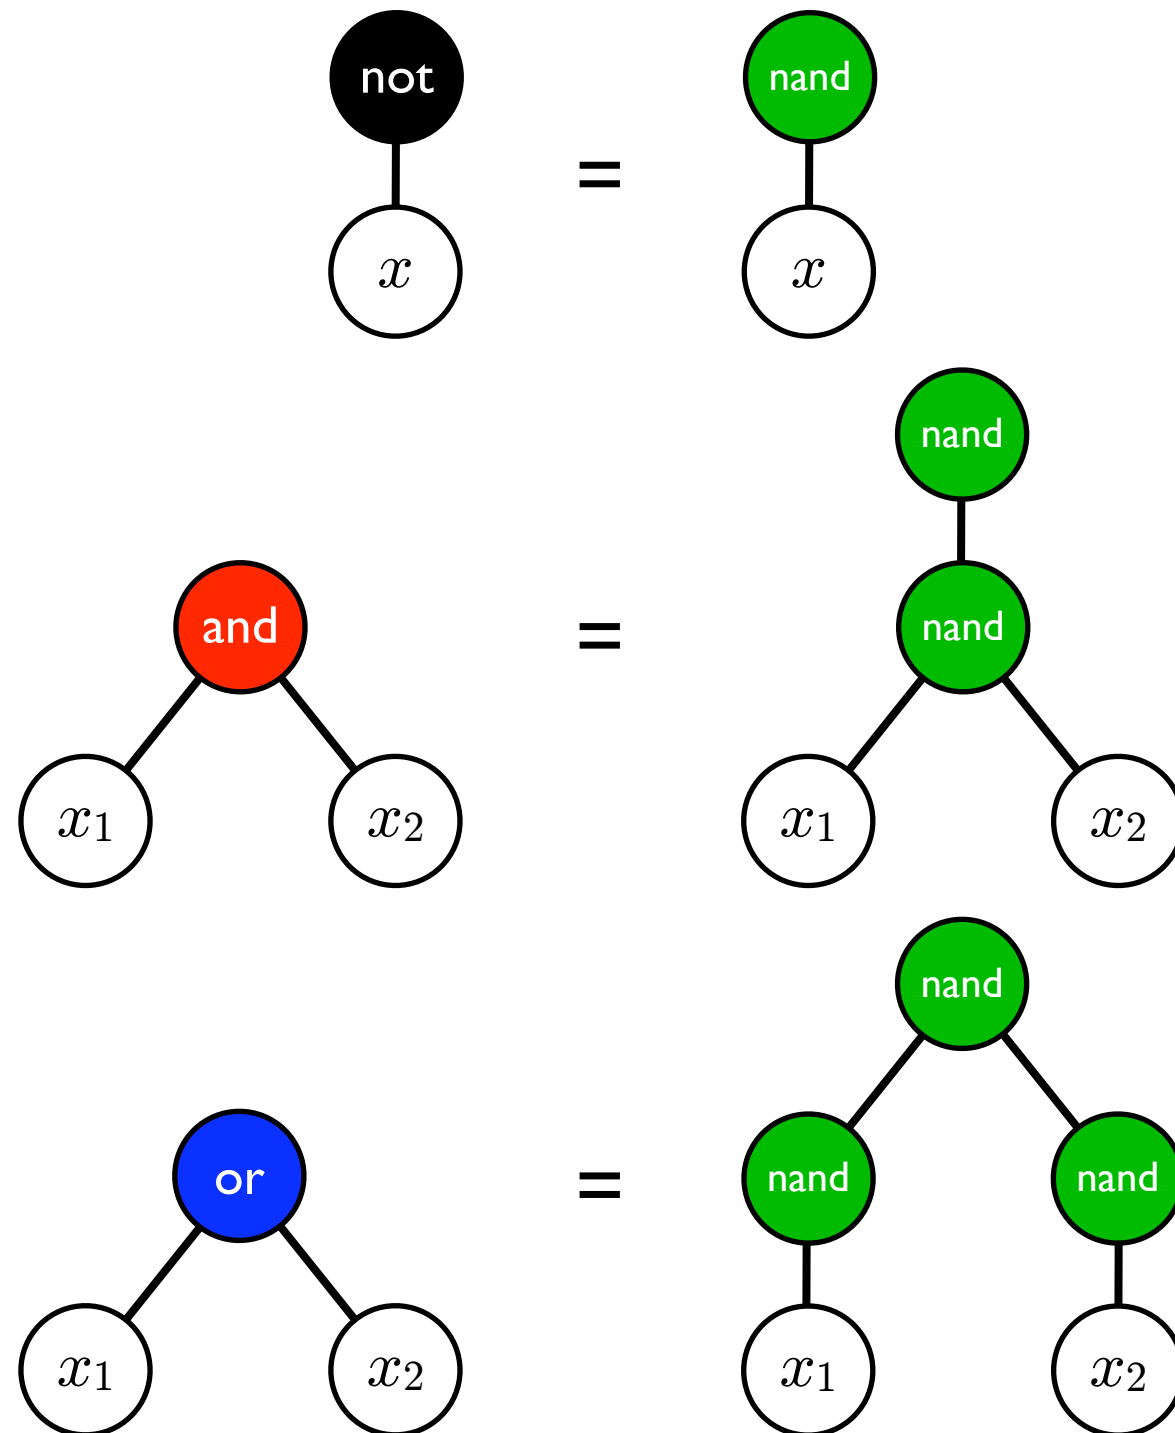 not = nand
x x
nand
and = nand
x1 x2 x1 x2
nand
or = nand nand
x1 x2 x1 x2